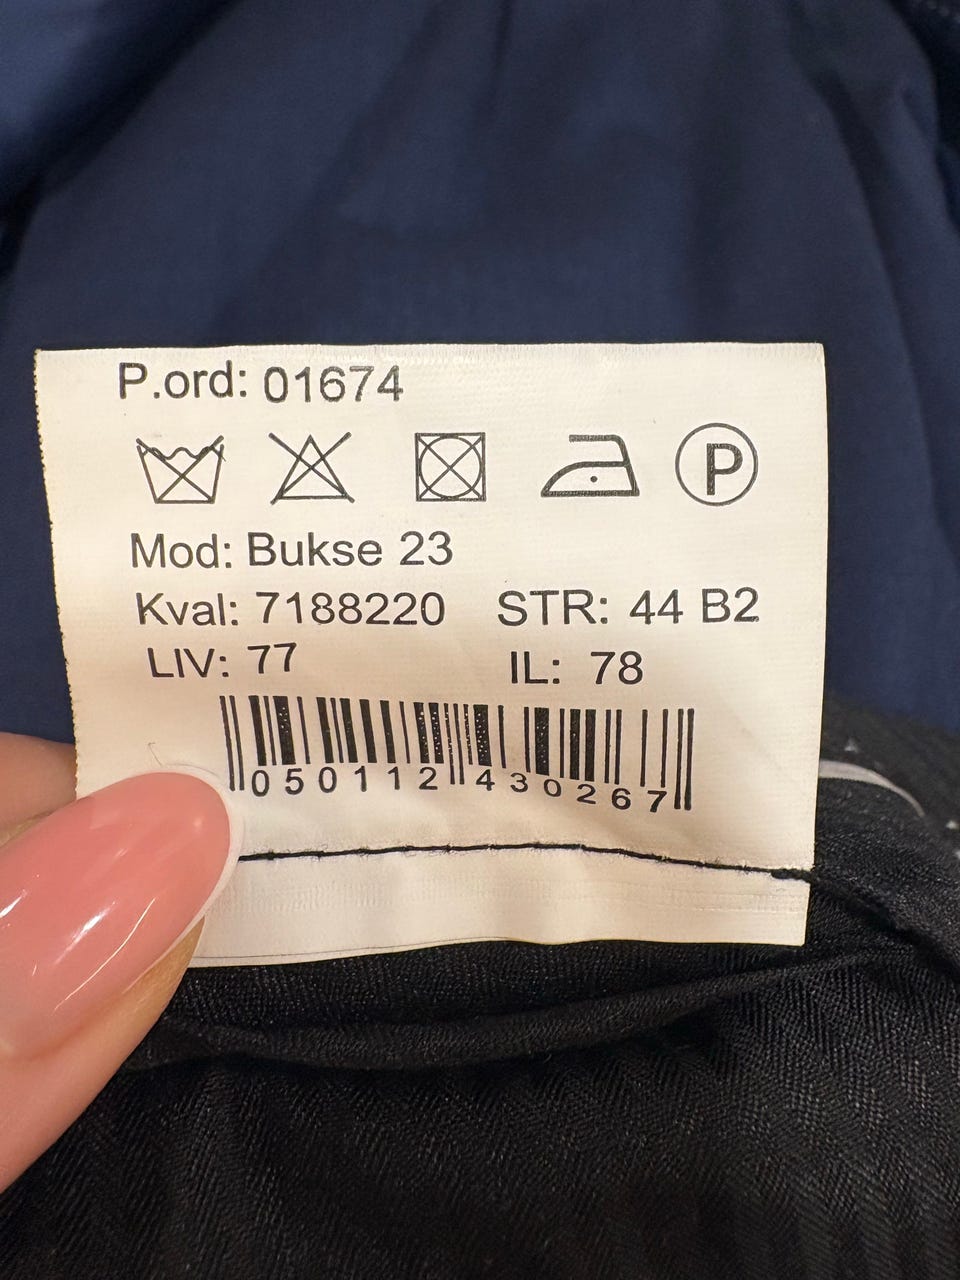 P.ord: 01674
P
Mod: Bukse 23
Kval: 7188220 STR: 44 B2
LIV: 77 IL: 78
050112 430267